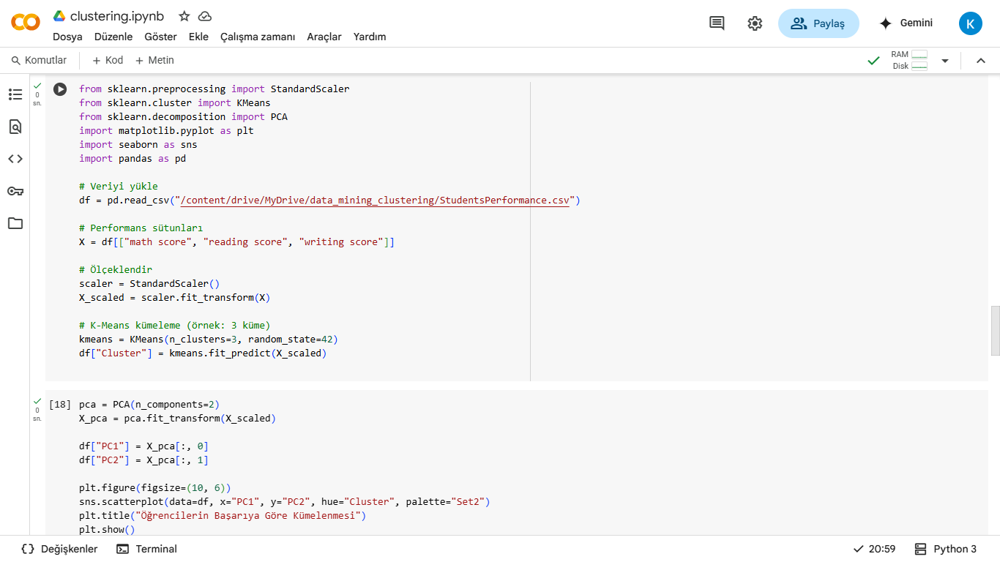 clustering.ipynb
Dosya Düzenle Göster Ekle Çalışma zamanı Araçlar Yardım
Paylaş
Gemini
K
Komutlar
+ Kod + Metin
RAM
Disk
0
sn.
from sklearn.preprocessing import StandardScaler
from sklearn.cluster import KMeans
from sklearn.decomposition import PCA
import matplotlib.pyplot as plt
import seaborn as sns
import pandas as pd
# Veriyi yükle
df = pd.read_csv("/content/drive/MyDrive/data_mining_clustering/StudentsPerformance.csv")
# Performans sütunları
X = df[["math score", "reading score", "writing score"]]
# Ölçeklendir
scaler = StandardScaler()
X_scaled = scaler.fit_transform(X)
# K-Means kümeleme (örnek: 3 küme)
kmeans = KMeans(n_clusters=3, random_state=42)
df["Cluster"] = kmeans.fit_predict(X_scaled)
0
sn.
[18] pca = PCA(n_components=2)
X_pca = pca.fit_transform(X_scaled)
df["PC1"] = X_pca[:, 0]
df["PC2"] = X_pca[:, 1]
plt.figure(figsize=(10, 6))
sns.scatterplot(data=df, x="PC1", y="PC2", hue="Cluster", palette="Set2")
plt.title("Öğrencilerin Başarıya Göre Kümelenmesi")
plt.show()
Değişkenler Terminal
20:59 Python 3